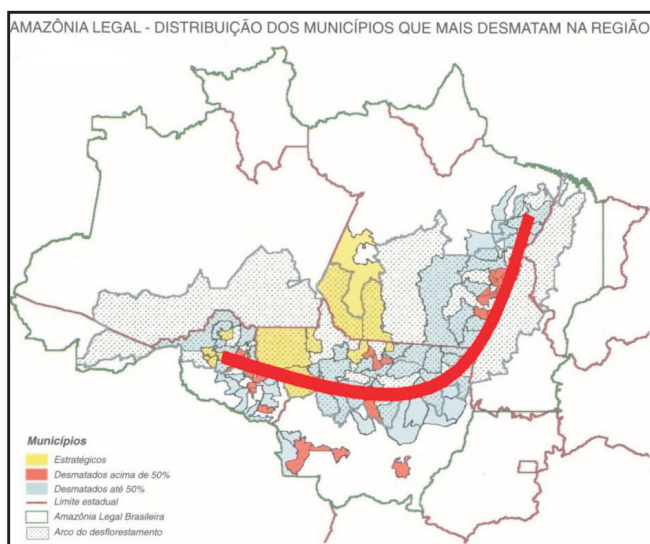 AMAZÔNIA LEGAL - DISTRIBUIÇÃO DOS MUNICÍPIOS QUE MAIS DESMATAM NA REGIÃO
Municípios
Estratégicos
Desmatados acima de 50%
Desmatados até 50%
Limite estadual
Amazônia Legal Brasileira
Arco do desflorestamento